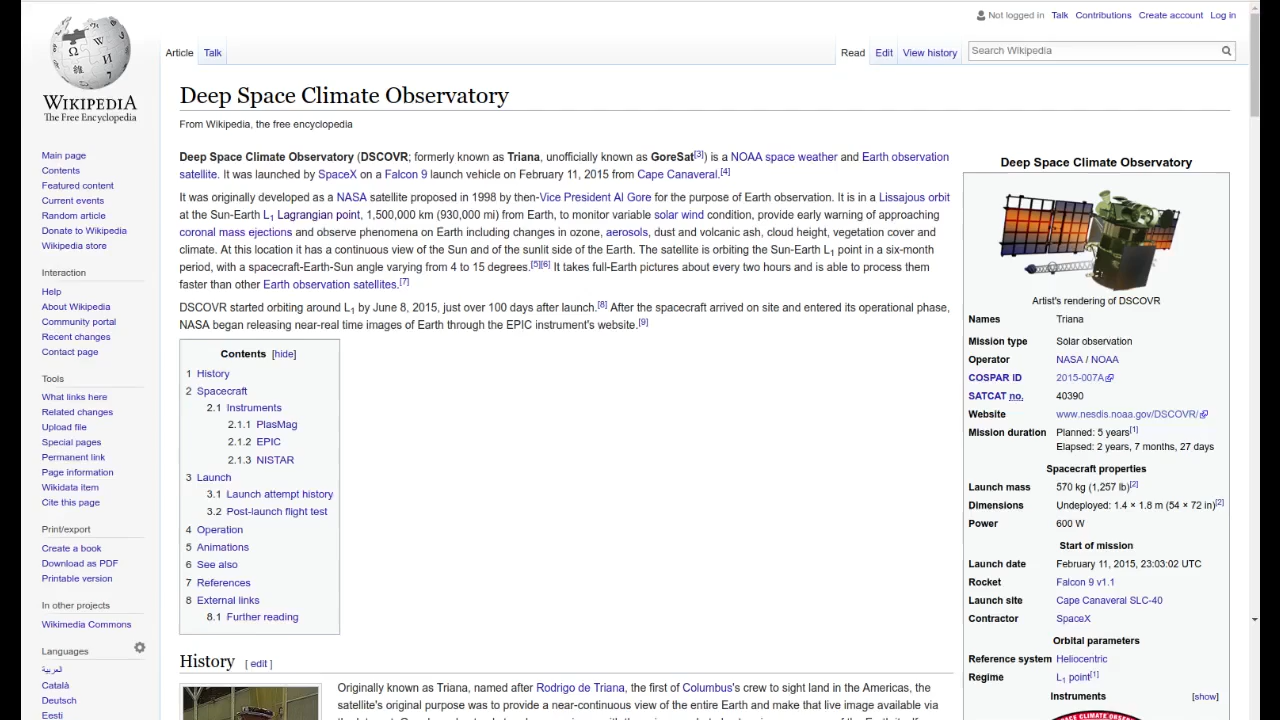 Not logged in Talk Contributions Create account Log in
Article Talk
Read Edit View history
Search Wikipedia
WIKIPEDIA
The Free Encyclopedia
Main page
Contents
Featured content
Current events
Random article
Donate to Wikipedia
Wikipedia store
Interaction
Help
About Wikipedia
Community portal
Recent changes
Contact page
Tools
What links here
Related changes
Upload file
Special pages
Permanent link
Page information
Wikidata item
Cite this page
Print/export
Create a book
Download as PDF
Printable version
In other projects
Wikimedia Commons
Languages
العربية
Català
Deutsch
Eesti
Deep Space Climate Observatory
From Wikipedia, the free encyclopedia
Deep Space Climate Observatory (DSCOVR; formerly known as Triana, unofficially known as GoreSat[3]) is a NOAA space weather and Earth observation
satellite. It was launched by SpaceX on a Falcon 9 launch vehicle on February 11, 2015 from Cape Canaveral.[4]
It was originally developed as a NASA satellite proposed in 1998 by then-Vice President Al Gore for the purpose of Earth observation. It is in a Lissajous orbit
at the Sun-Earth L1 Lagrangian point, 1,500,000 km (930,000 mi) from Earth, to monitor variable solar wind condition, provide early warning of approaching
coronal mass ejections and observe phenomena on Earth including changes in ozone, aerosols, dust and volcanic ash, cloud height, vegetation cover and
climate. At this location it has a continuous view of the Sun and of the sunlit side of the Earth. The satellite is orbiting the Sun-Earth L1 point in a six-month
period, with a spacecraft-Earth-Sun angle varying from 4 to 15 degrees.[5][6] It takes full-Earth pictures about every two hours and is able to process them
faster than other Earth observation satellites.[7]
DSCOVR started orbiting around L1 by June 8, 2015, just over 100 days after launch.[8] After the spacecraft arrived on site and entered its operational phase,
NASA began releasing near-real time images of Earth through the EPIC instrument's website.[9]
Contents [hide]
1 History
2 Spacecraft
2.1 Instruments
2.1.1 PlasMag
2.1.2 EPIC
2.1.3 NISTAR
3 Launch
3.1 Launch attempt history
3.2 Post-launch flight test
4 Operation
5 Animations
6 See also
7 References
8 External links
8.1 Further reading
History [ edit ]
Originally known as Triana, named after Rodrigo de Triana, the first of Columbus's crew to sight land in the Americas, the
satellite's original purpose was to provide a near-continuous view of the entire Earth and make that live image available via
Deep Space Climate Observatory
Artist's rendering of DSCOVR
Names Triana
Mission type Solar observation
Operator NASA / NOAA
COSPAR ID 2015-007A
SATCAT no. 40390
Website www.nesdis.noaa.gov/DSCOVR/
Mission duration Planned: 5 years[1]
Elapsed: 2 years, 7 months, 27 days
Spacecraft properties
Launch mass 570 kg (1,257 lb)[2]
Dimensions Undeployed: 1.4 × 1.8 m (54 × 72 in)[2]
Power 600 W
Start of mission
Launch date February 11, 2015, 23:03:02 UTC
Rocket Falcon 9 v1.1
Launch site Cape Canaveral SLC-40
Contractor SpaceX
Orbital parameters
Reference system Heliocentric
Regime L1 point[1]
Instruments [show]